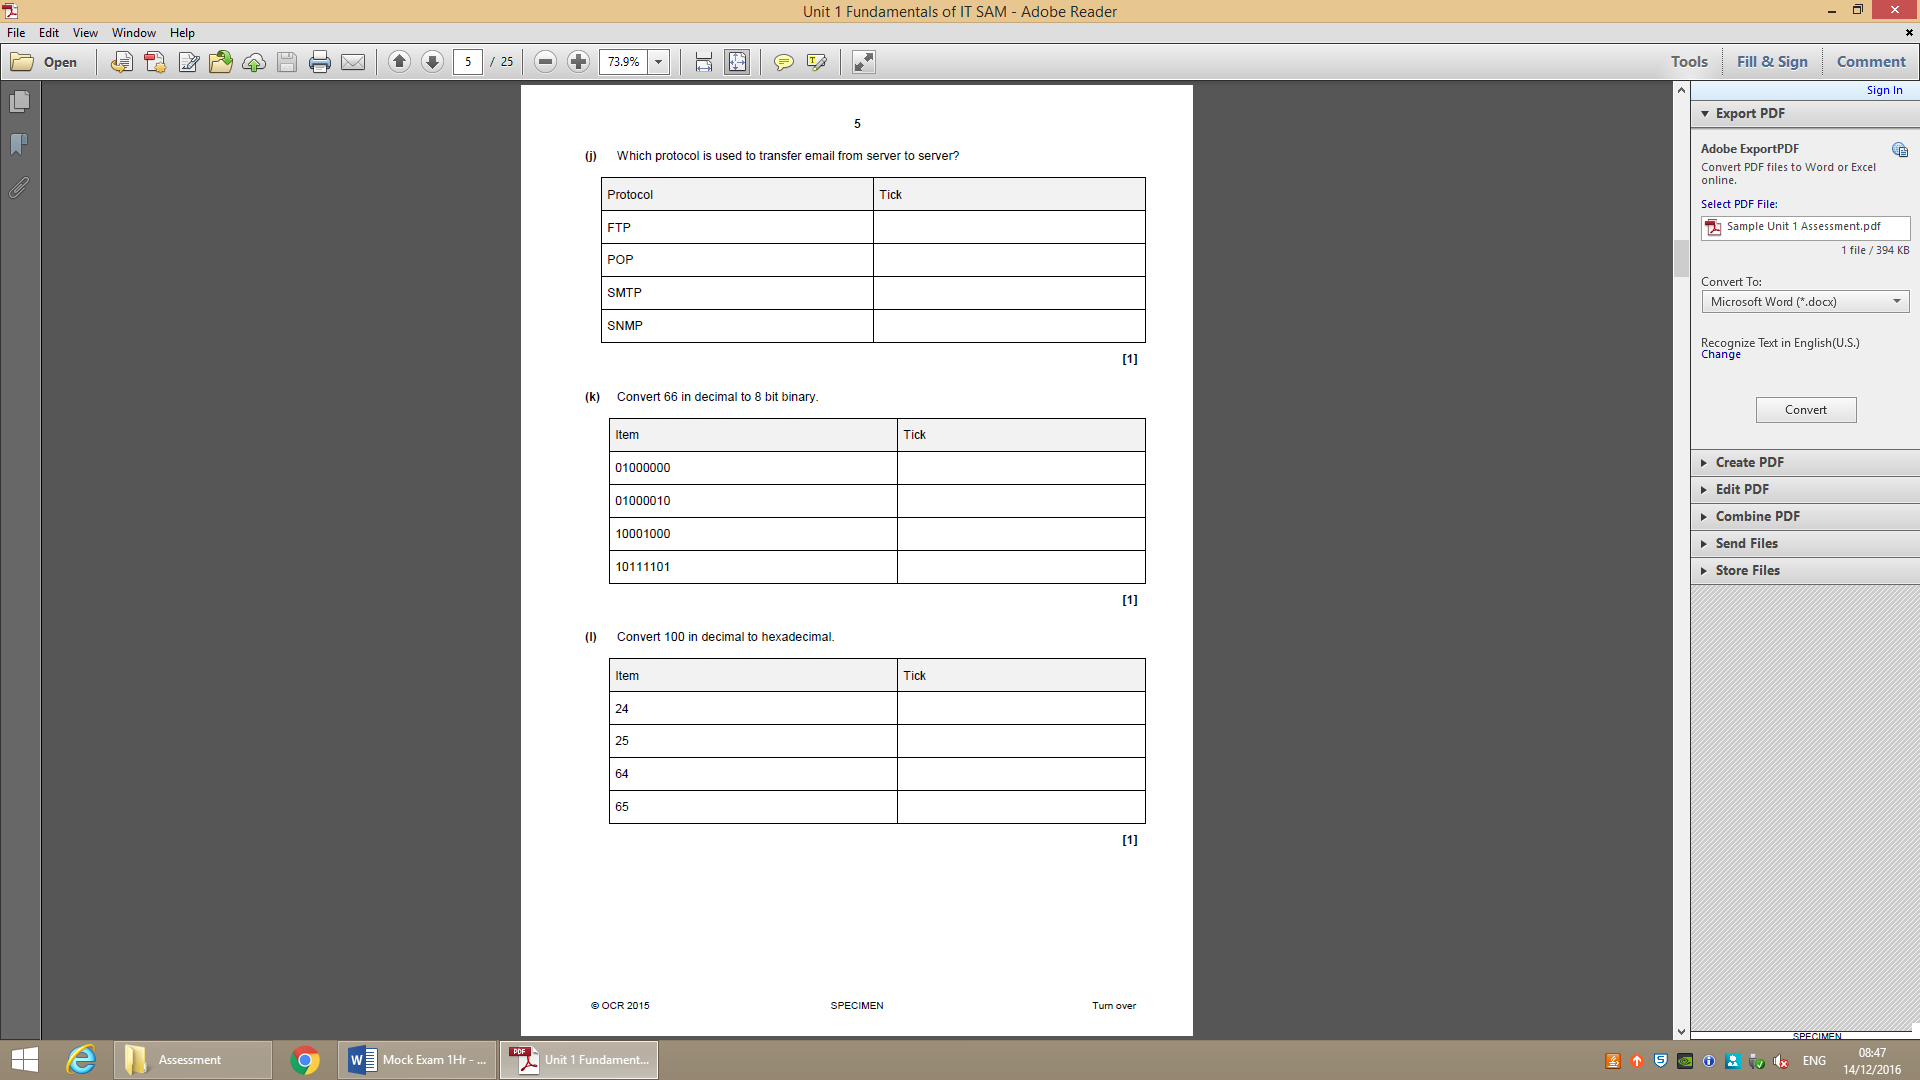 Unit 1 Fundamentals of IT SAM - Adobe Reader
File Edit View Window Help
Open 5 / 25 73.9% Tools Fill & Sign Comment
Sign In
Export PDF
Adobe ExportPDF
Convert PDF files to Word or Excel
online.
Select PDF File:
Sample Unit 1 Assessment.pdf
1 file / 394 KB
Convert To:
Microsoft Word (*.docx)
Recognize Text in English(U.S.)
Change
Convert
Create PDF
Edit PDF
Combine PDF
Send Files
Store Files
5
(j) Which protocol is used to transfer email from server to server?
Protocol Tick
FTP
POP
SMTP
SNMP
[1]
(k) Convert 66 in decimal to 8 bit binary.
Item Tick
01000000
01000010
10001000
10111101
[1]
(l) Convert 100 in decimal to hexadecimal.
Item Tick
24
25
64
65
[1]
© OCR 2015 SPECIMEN Turn over
SPECIMEN
Assessment Mock Exam 1Hr - ... PDF Unit 1 Fundament... ENG 08:47
14/12/2016